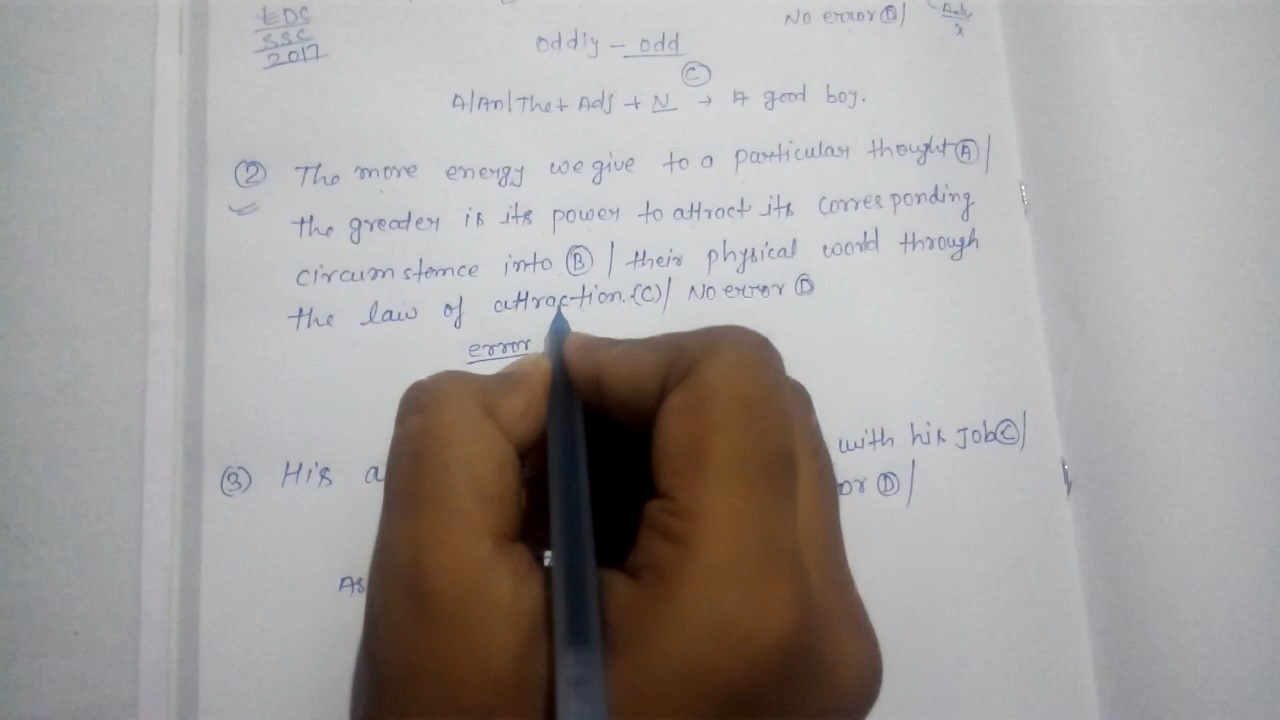 LDC
SSC
2017
No error Ⓓ/
oddly - odd
Ⓒ
A/An/The + Adj + N → A good boy.
② The more energy we give to a particular thought Ⓐ/
the greater is its power to attract its corresponding
circumstance into Ⓑ / their physical world through
the law of attraction.(C)/ No error Ⓓ
error
③ His a
with his Job Ⓒ/
or Ⓓ/
As